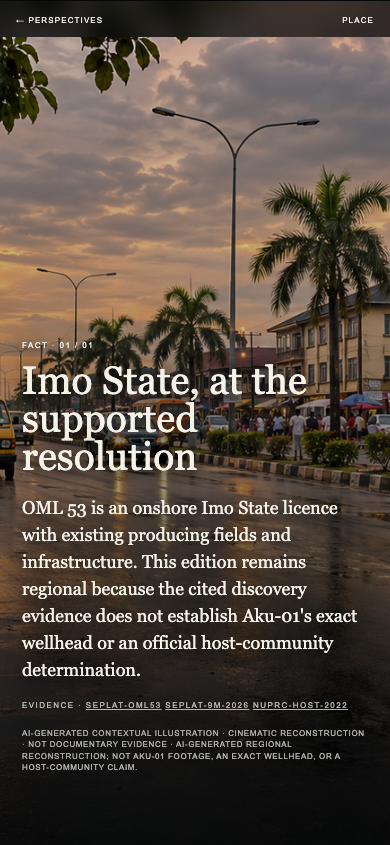 ← PERSPECTIVES
PLACE
FACT · 01 / 01
Imo State, at the
supported
resolution
OML 53 is an onshore Imo State licence
with existing producing fields and
infrastructure. This edition remains
regional because the cited discovery
evidence does not establish Aku-01's exact
wellhead or an official host-community
determination.
EVIDENCE · SEPLAT-OML53 SEPLAT-9M-2026 NUPRC-HOST-2022
AI-GENERATED CONTEXTUAL ILLUSTRATION · CINEMATIC RECONSTRUCTION
· NOT DOCUMENTARY EVIDENCE · AI-GENERATED REGIONAL
RECONSTRUCTION; NOT AKU-01 FOOTAGE, AN EXACT WELLHEAD, OR A
HOST-COMMUNITY CLAIM.